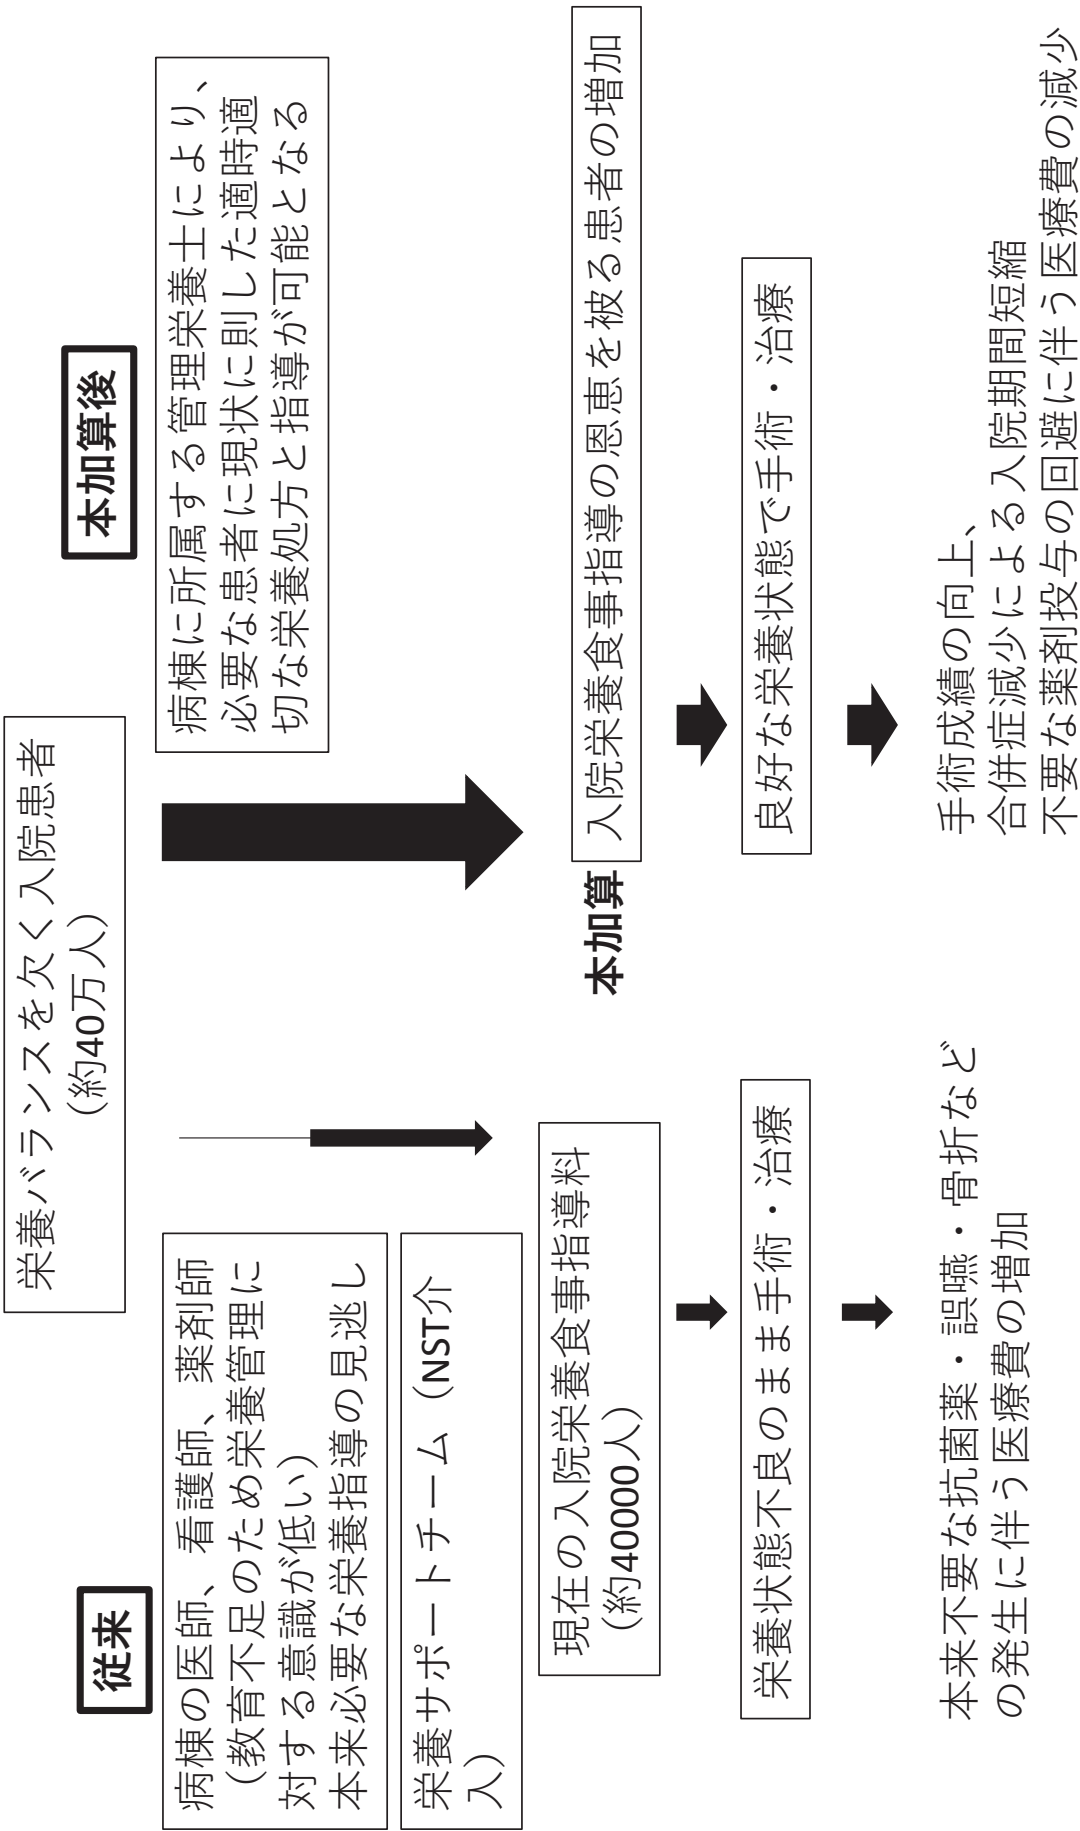 栄養バランスを欠く入院患者
（約40万人）
従来
病棟の医師、看護師、薬剤師
（教育不足のため栄養管理に
対する意識が低い）
本来必要な栄養指導の見逃し
栄養サポートチーム（NST介
入）
現在の入院栄養食事指導料
（約40000人）
栄養状態不良のまま手術・治療
本来不要な抗菌薬・誤嚥・骨折など
の発生に伴う医療費の増加
本加算後
病棟に所属する管理栄養士により、
必要な患者に現状に則した適時適
切な栄養処方と指導が可能となる
本加算
入院栄養食事指導の恩恵を被る患者の増加
良好な栄養状態で手術・治療
手術成績の向上、
合併症減少による入院期間短縮
不要な薬剤投与の回避に伴う医療費の減少